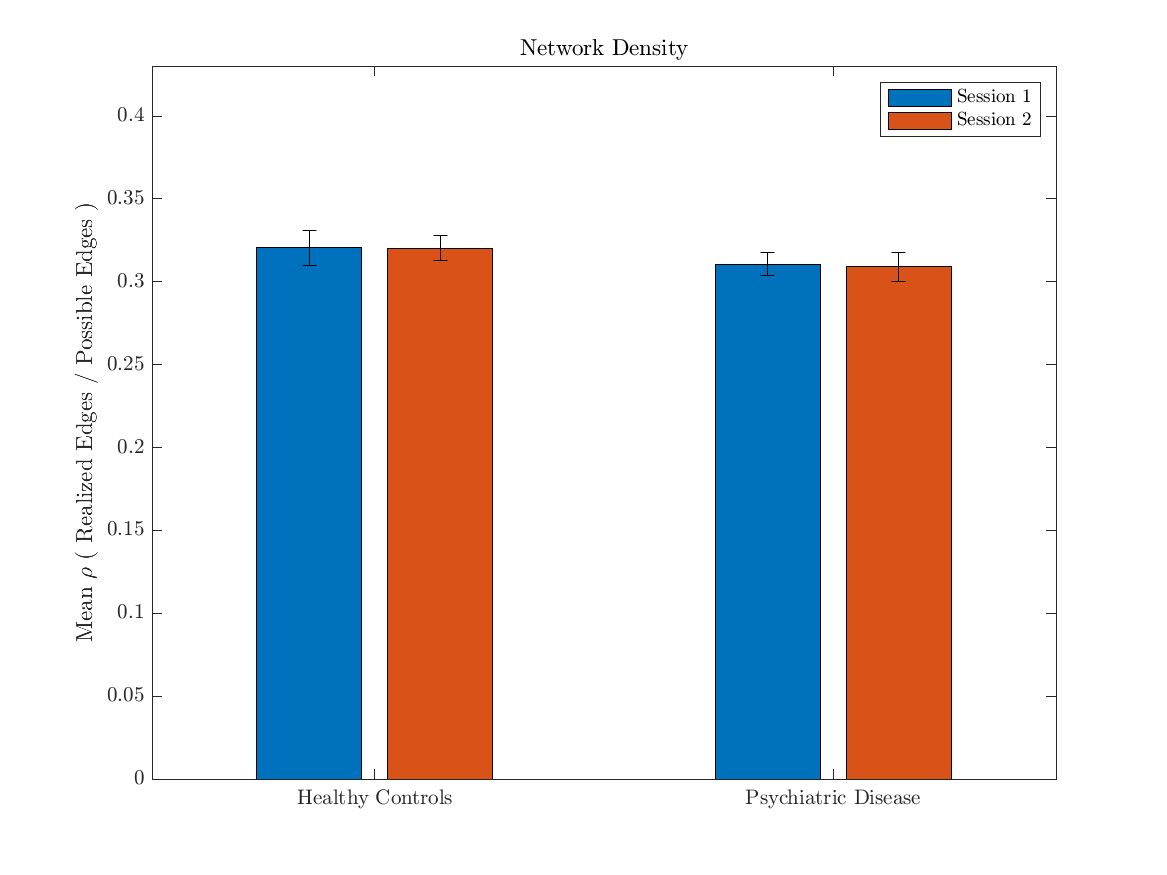 Network Density
Session 1
Session 2
Mean ρ ( Realized Edges / Possible Edges )
0.4
0.35
0.3
0.25
0.2
0.15
0.1
0.05
0
Healthy Controls
Psychiatric Disease